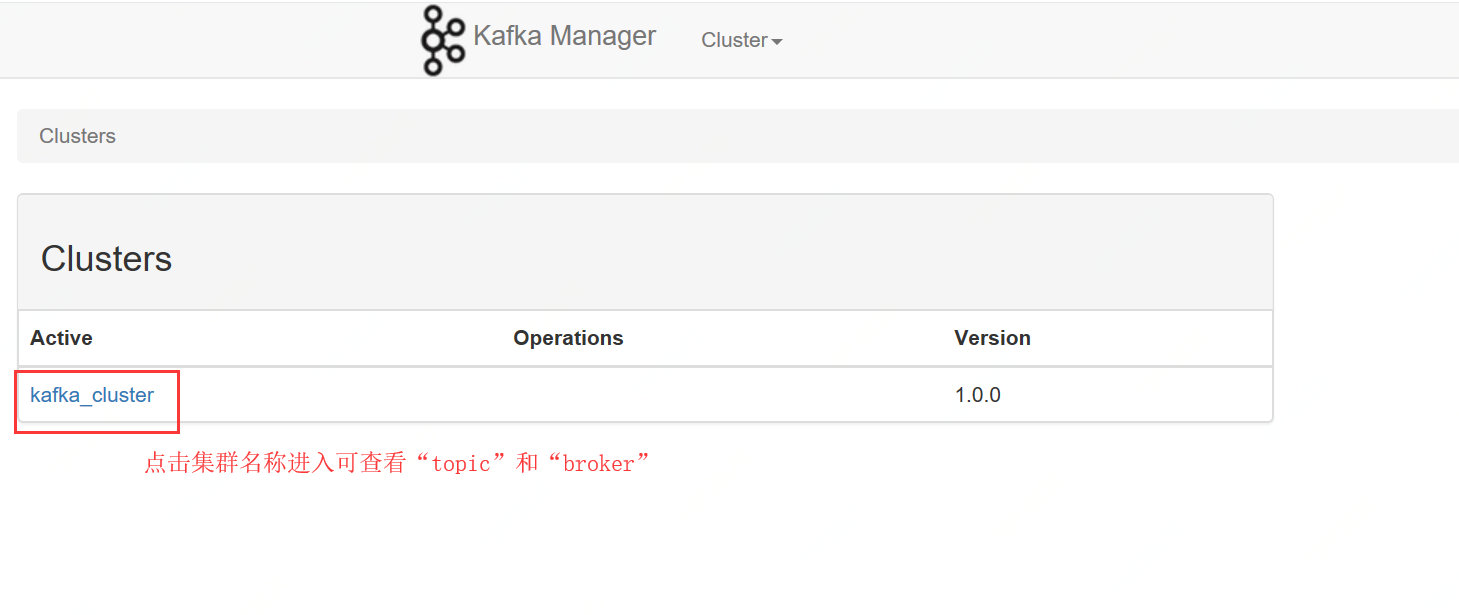 Kafka Manager Cluster
Clusters
Clusters
Active Operations Version
kafka_cluster 1.0.0
点击集群名称进入可查看“topic”和“broker”